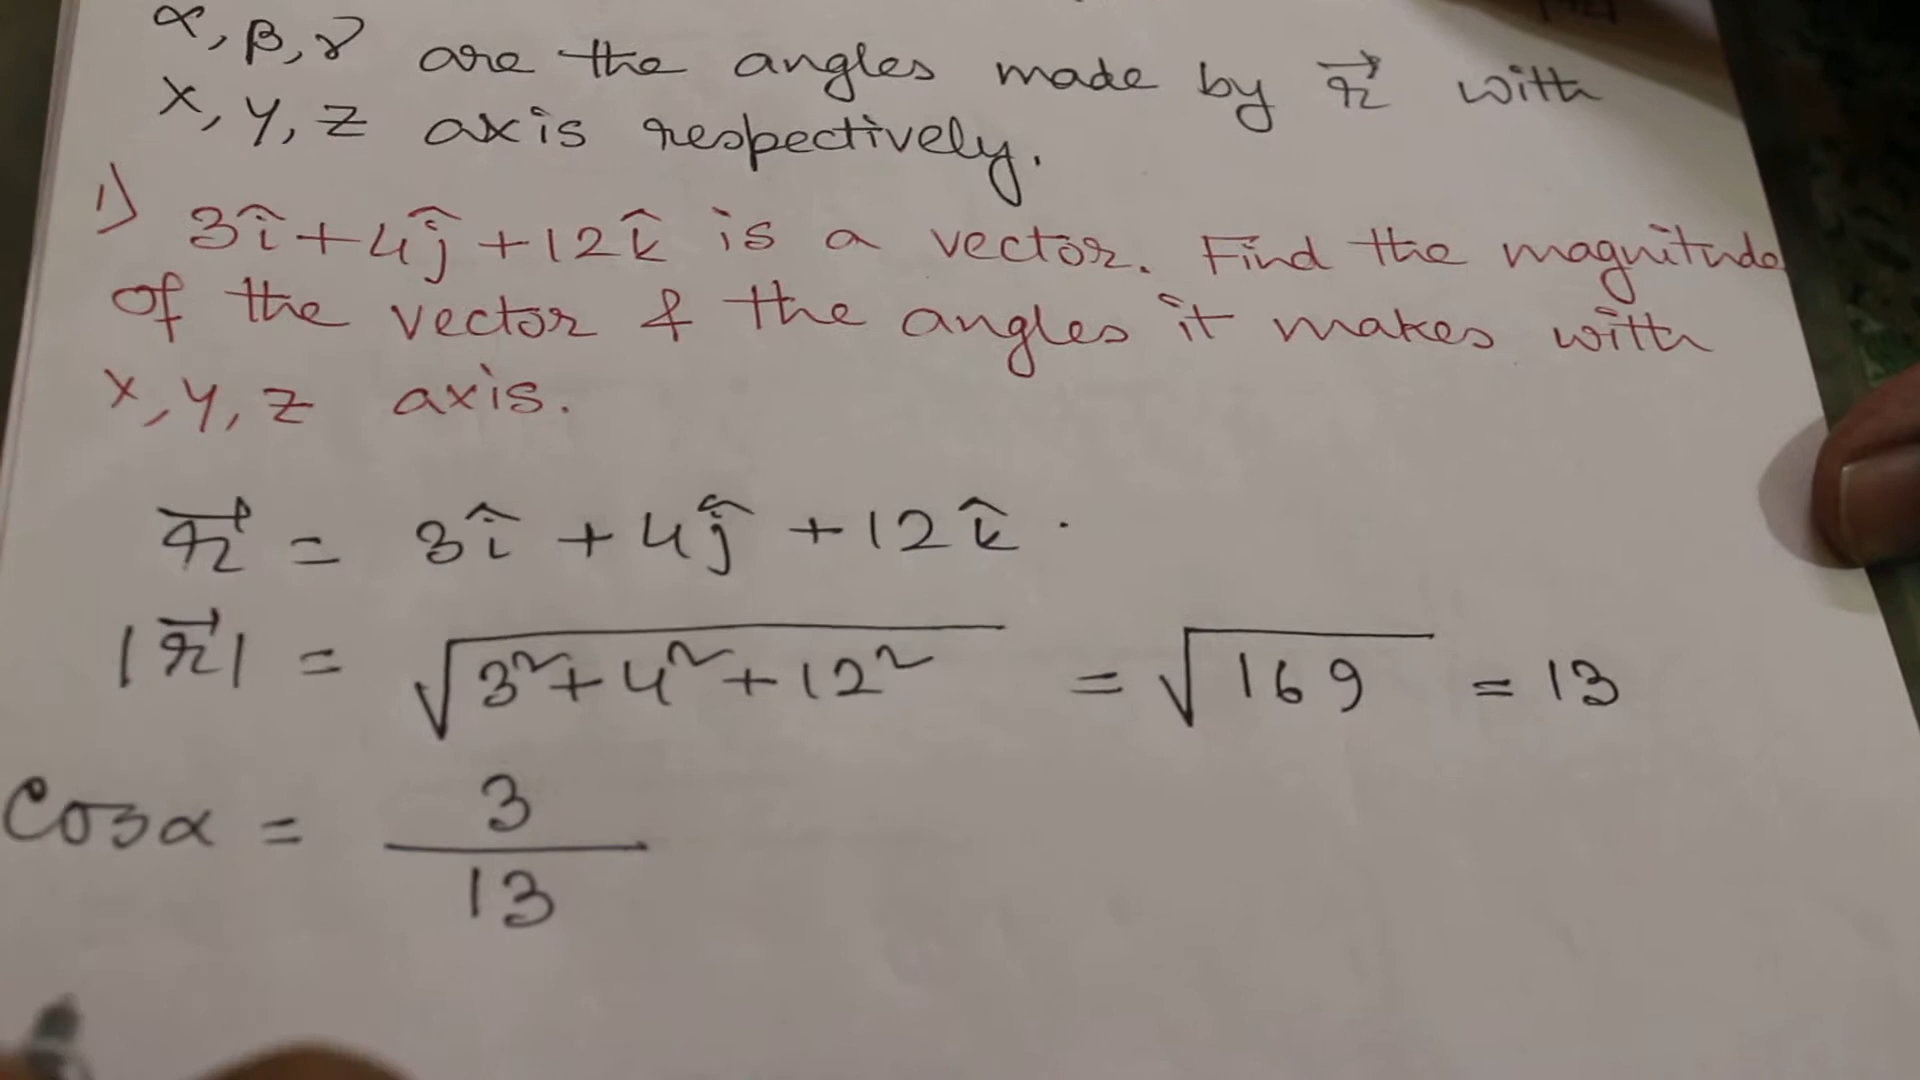 α, β, γ are the angles made by r⃗ with
x, y, z axis respectively.
1) 3î + 4ĵ + 12k̂ is a vector. Find the magnitude
of the vector & the angles it makes with
x, y, z axis.
r⃗ = 3î + 4ĵ + 12k̂ .
|r⃗| = √(3² + 4² + 12²) = √169 = 13
Cosα = 3/13